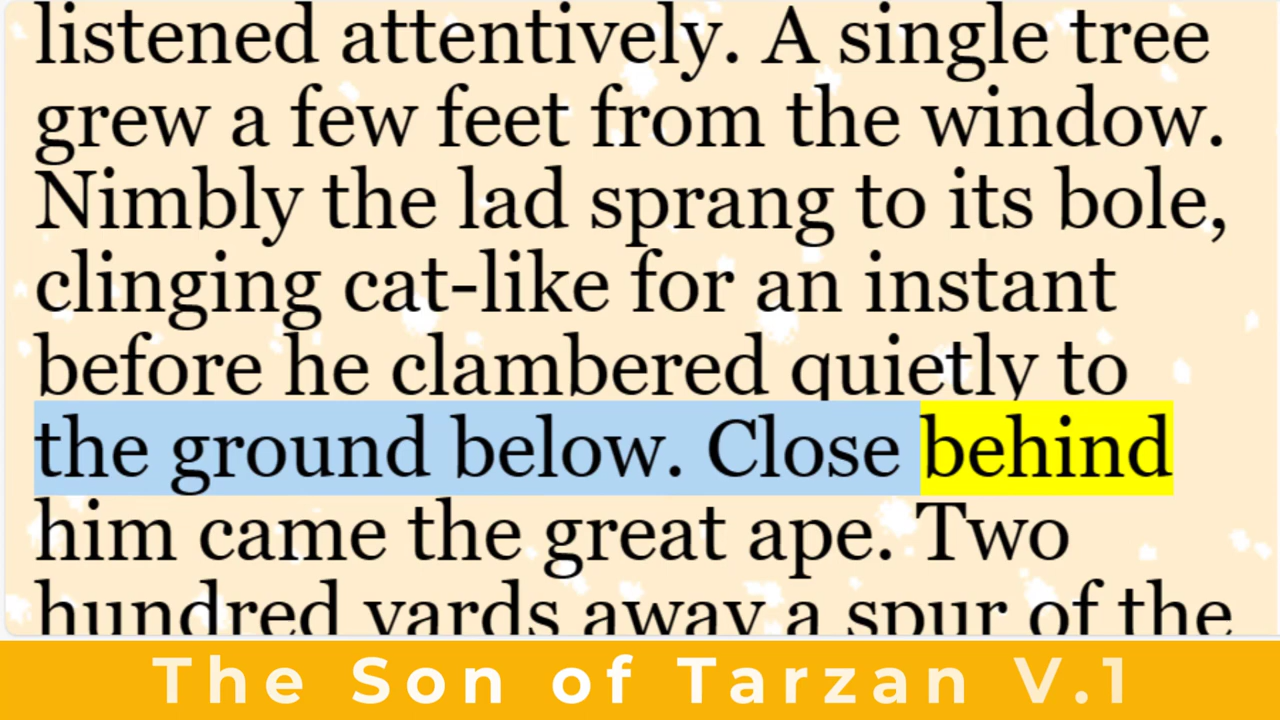 listened attentively. A single tree
grew a few feet from the window.
Nimbly the lad sprang to its bole,
clinging cat-like for an instant
before he clambered quietly to
the ground below. Close behind
him came the great ape. Two
hundred yards away a spur of the
The Son of Tarzan V.1